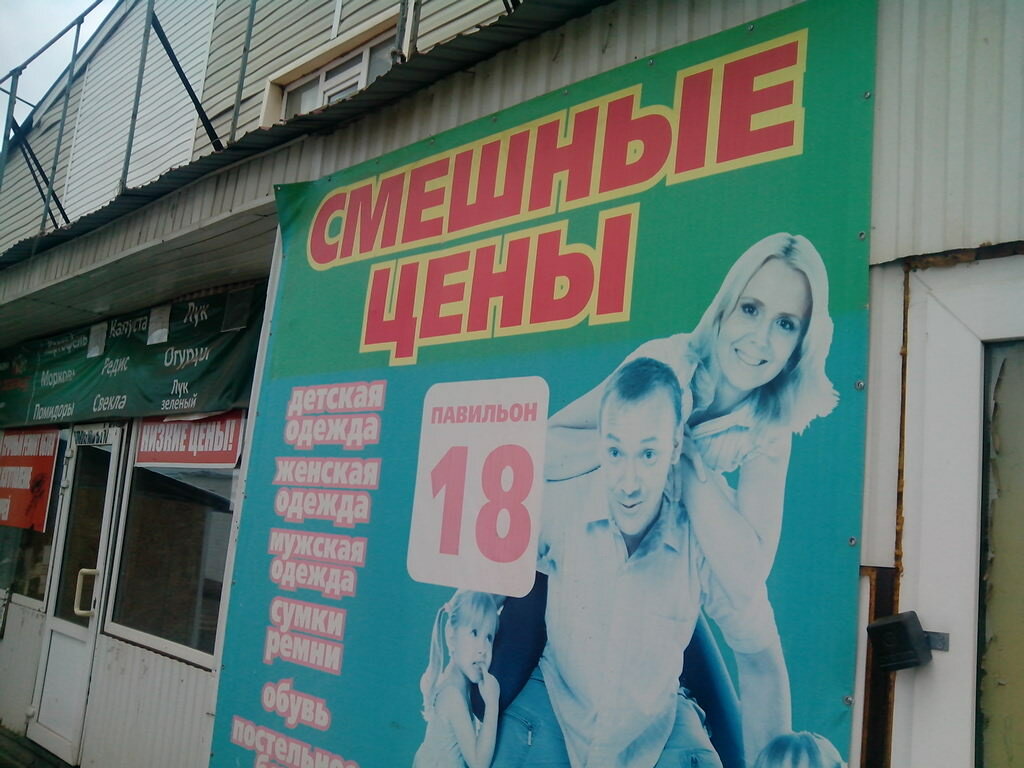 СМЕШНЫЕ
ЦЕНЫ
детская
одежда
женская
одежда
мужская
одежда
сумки
ремни
обувь
постельное
ПАВИЛЬОН
18
Капуста
Лук
Редис
Огурцы
Морковь
Лук
зеленый
Помидоры
Свекла
НИЗКИЕ ЦЕНЫ!